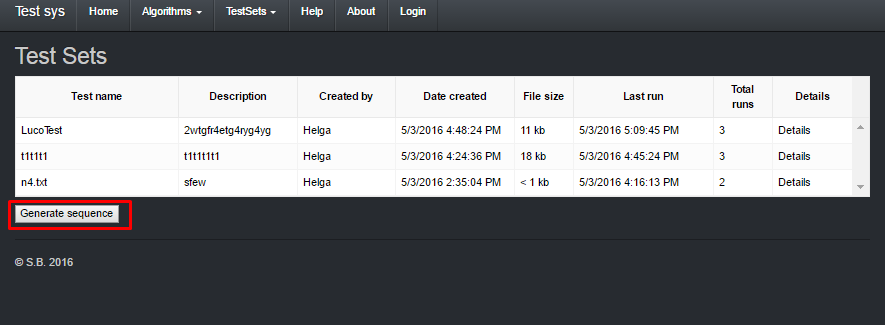 Test sys Home Algorithms TestSets Help About Login
Test Sets
Test name Description Created by Date created File size Last run Total runs Details
LucoTest 2wtgfr4etg4ryg4yg Helga 5/3/2016 4:48:24 PM 11 kb 5/3/2016 5:09:45 PM 3 Details
t1t1t1 t1t1t1t1 Helga 5/3/2016 4:24:36 PM 18 kb 5/3/2016 4:45:24 PM 3 Details
n4.txt sfew Helga 5/3/2016 2:35:04 PM < 1 kb 5/3/2016 4:16:13 PM 2 Details
Generate sequence
© S.B. 2016